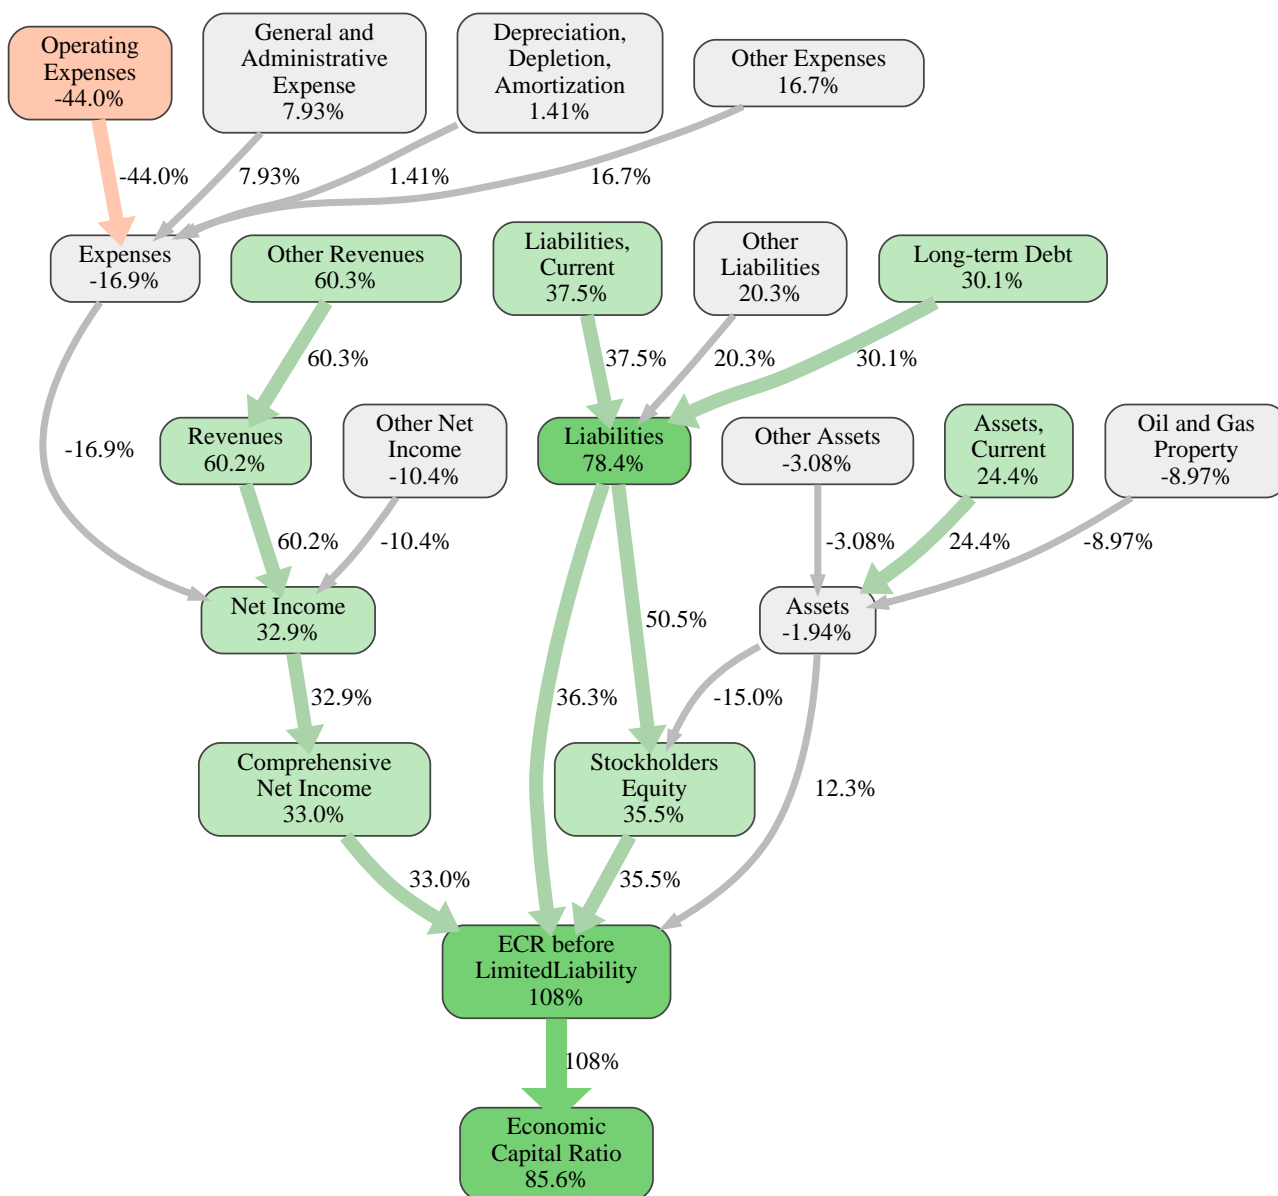 Operating
Expenses
-44.0%
General and
Administrative
Expense
7.93%
Depreciation,
Depletion,
Amortization
1.41%
Other Expenses
16.7%
-44.0%
7.93%
1.41%
16.7%
Expenses
-16.9%
Other Revenues
60.3%
Liabilities,
Current
37.5%
Other
Liabilities
20.3%
Long-term Debt
30.1%
60.3%
37.5%
20.3%
30.1%
-16.9%
Revenues
60.2%
Other Net
Income
-10.4%
Liabilities
78.4%
Other Assets
-3.08%
Assets,
Current
24.4%
Oil and Gas
Property
-8.97%
60.2%
-10.4%
-3.08%
24.4%
-8.97%
Net Income
32.9%
50.5%
Assets
-1.94%
32.9%
36.3%
-15.0%
Comprehensive
Net Income
33.0%
Stockholders
Equity
35.5%
12.3%
33.0%
35.5%
ECR before
LimitedLiability
108%
108%
Economic
Capital Ratio
85.6%